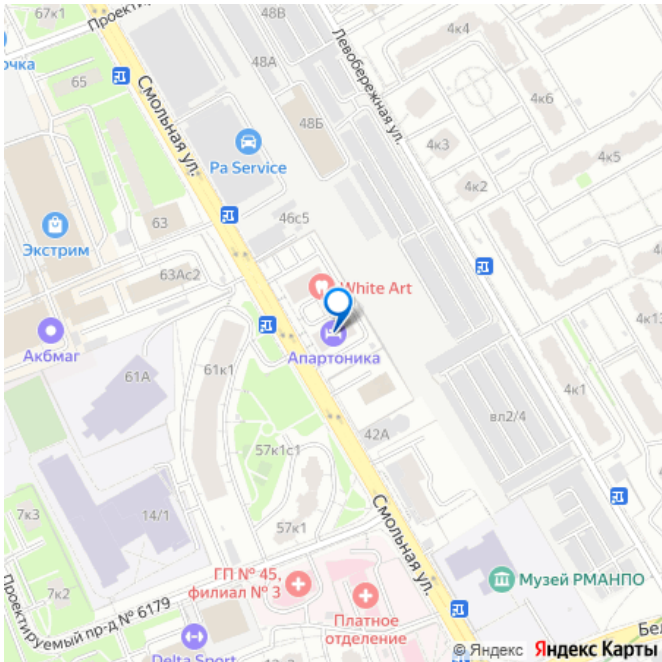 67к1
Проектир
48В
4к4
Левобережная ул.
очка
65
48А
4к6
Смольная ул.
48Б
4к3
4к5
Pa Service
4к2
63
46с5
Экстрим
63Ас2
White Art
4к13
Акбмаг
Апартоника
61А
61к1
4к1
вл2/4
42А
57к1с1
7к3
14/1
57к1
Смольная ул.
ГП № 45,
филиал № 3
Музей РМАНПО
7к2
Платное
отделение
Проектируемый пр-д № 6179
Бел
Delta Sport
© Яндекс Яндекс Карты